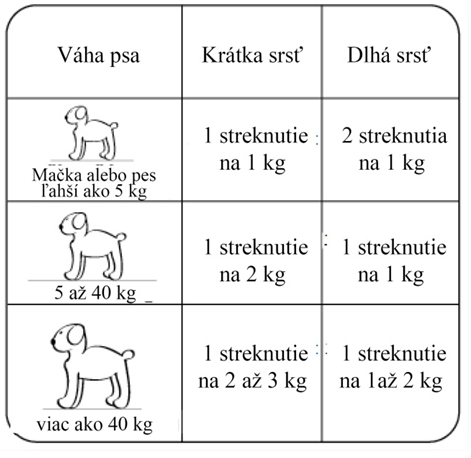 Váha psa
Krátka srsť
Dlhá srsť
Mačka alebo pes
ľahší ako 5 kg
1 streknutie
na 1 kg
2 streknutia
na 1 kg
5 až 40 kg
1 streknutie
na 2 kg
1 streknutie
na 1 kg
viac ako 40 kg
1 streknutie
na 2 až 3 kg
1 streknutie
na 1až 2 kg